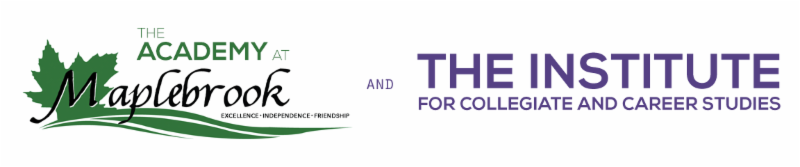 THE
ACADEMY AT
Maplebrook
EXCELLENCE • INDEPENDENCE • FRIENDSHIP
AND
THE INSTITUTE
FOR COLLEGIATE AND CAREER STUDIES